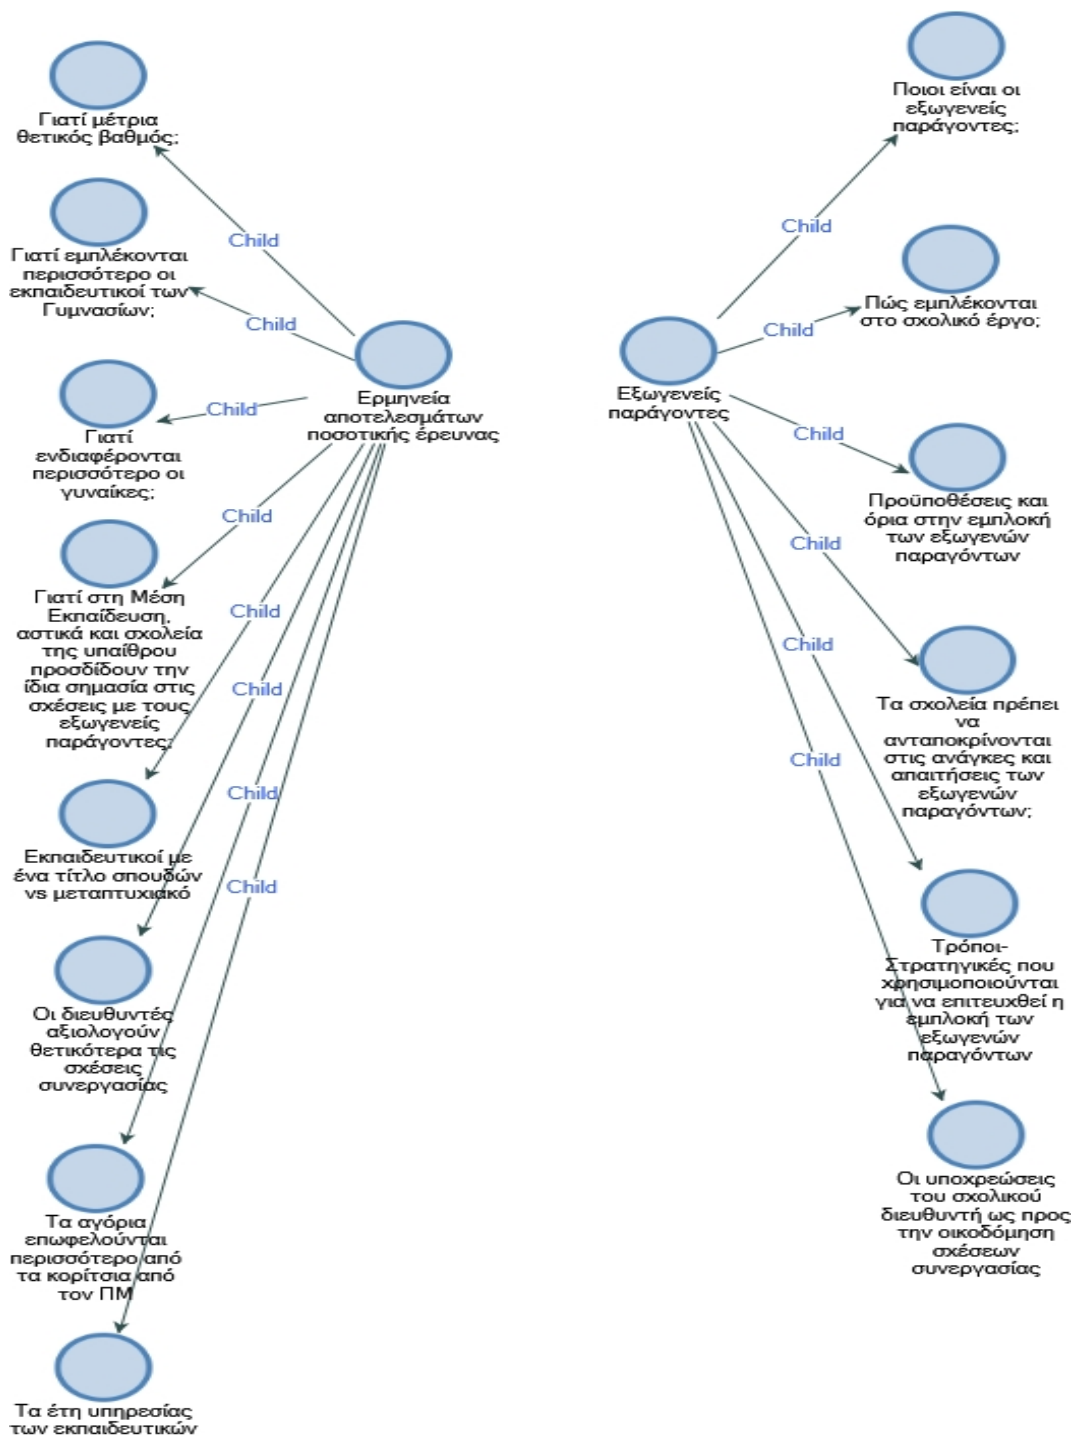 Γιατί μέτρια
θετικός βαθμός;
Child
Γιατί εμπλέκονται
περισσότερο οι
εκπαιδευτικοί των
Γυμνασίων;
Child
Γιατί
ενδιαφέρονται
περισσότερο οι
γυναίκες;
Child
Γιατί στη Μέση
Εκπαίδευση,
αστικά και σχολεία
της υπαίθρου
προσδίδουν την
ίδια σημασία στις
σχέσεις με τους
εξωγενείς
παράγοντες;
Child
Εκπαιδευτικοί με
ένα τίτλο σπουδών
vs μεταπτυχιακό
Child
Οι διευθυντές
αξιολογούν
θετικότερα τις
σχέσεις
συνεργασίας
Child
Τα αγόρια
επωφελούνται
περισσότερο από
τα κορίτσια από
τον ΠΜ
Child
Τα έτη υπηρεσίας
των εκπαιδευτικών
Child
Ερμηνεία
αποτελεσμάτων
ποσοτικής έρευνας
Εξωγενείς
παράγοντες
Child
Ποιοι είναι οι
εξωγενείς
παράγοντες;
Child
Πώς εμπλέκονται
στο σχολικό έργο;
Child
Προϋποθέσεις και
όρια στην εμπλοκή
των εξωγενών
παραγόντων
Child
Τα σχολεία πρέπει
να
ανταποκρίνονται
στις ανάγκες και
απαιτήσεις των
εξωγενών
παραγόντων;
Child
Τρόποι-
Στρατηγικές που
χρησιμοποιούνται
για να επιτευχθεί η
εμπλοκή των
εξωγενών
παραγόντων
Child
Οι υποχρεώσεις
του σχολικού
διευθυντή ως προς
την οικοδόμηση
σχέσεων
συνεργασίας